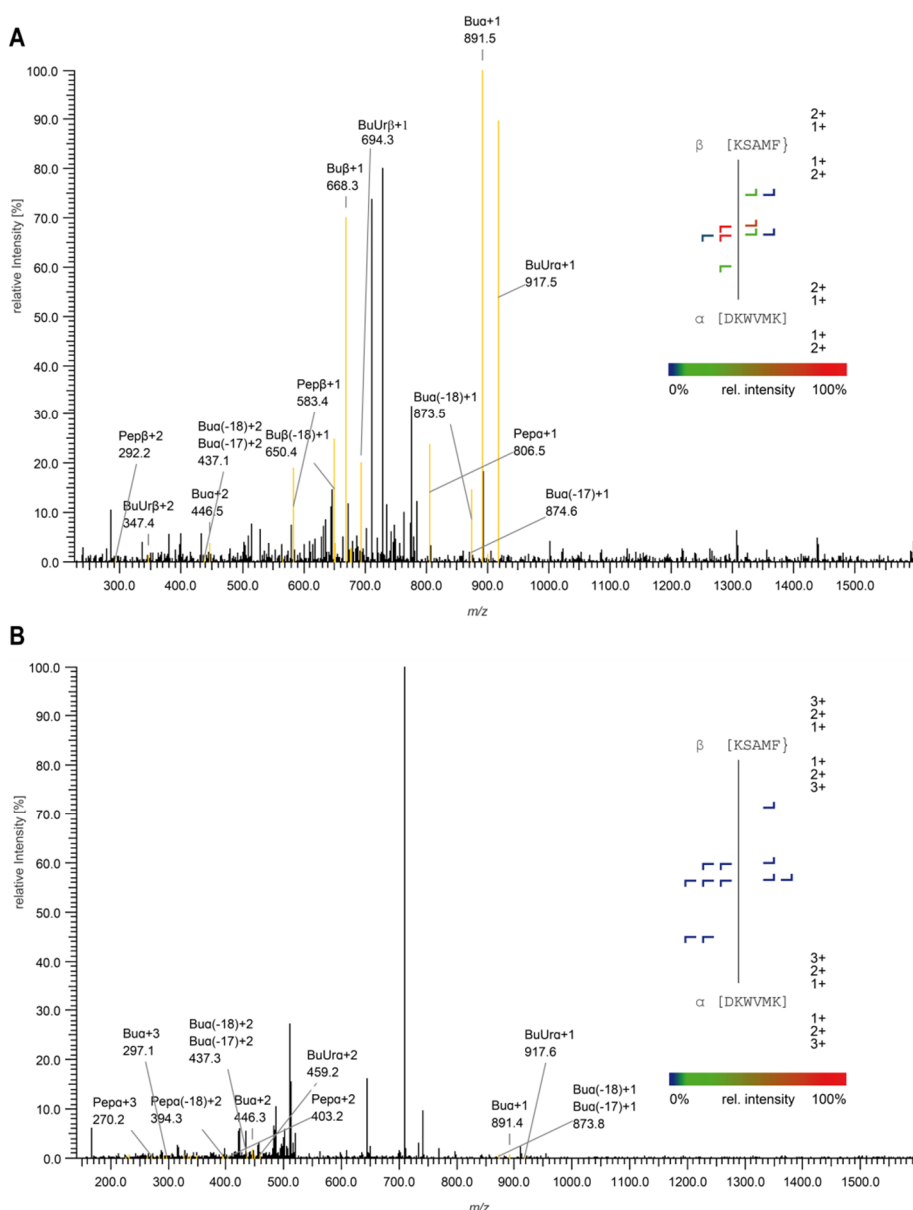 A
Buα+1
891.5
100.0
90.0
80.0
70.0
60.0
50.0
40.0
30.0
20.0
10.0
0.0
relative Intensity [%]
BuUrβ+1
694.3
Buβ+1
668.3
BuUrα+1
917.5
Pepβ+1
583.4
Buα(-18)+1
873.5
Buα(-18)+2
Buα(-17)+2
437.1
Buβ(-18)+1
650.4
Pepα+1
806.5
Pepβ+2
292.2
Buα+2
446.5
BuUrβ+2
347.4
Buα(-17)+1
874.6
300.0 400.0 500.0 600.0 700.0 800.0 900.0 1000.0 1100.0 1200.0 1300.0 1400.0 1500.0
m/z
2+
1+
β [KSAMF}
1+
2+
2+
1+
α [DKWVMK]
1+
2+
0% rel. intensity 100%
B
100.0
90.0
80.0
70.0
60.0
50.0
40.0
30.0
20.0
10.0
0.0
relative Intensity [%]
Buα(-18)+2
Buα(-17)+2
437.3
Buα+3
297.1
BuUrα+2
459.2
BuUrα+1
917.6
Pepα+3
270.2
Pepα(-18)+2
394.3
Buα+2
446.3
Pepα+2
403.2
Buα+1
891.4
Buα(-18)+1
Buα(-17)+1
873.8
200.0 300.0 400.0 500.0 600.0 700.0 800.0 900.0 1000.0 1100.0 1200.0 1300.0 1400.0 1500.0
m/z
3+
2+
1+
β [KSAMF}
1+
2+
3+
3+
2+
1+
α [DKWVMK]
1+
2+
3+
0% rel. intensity 100%